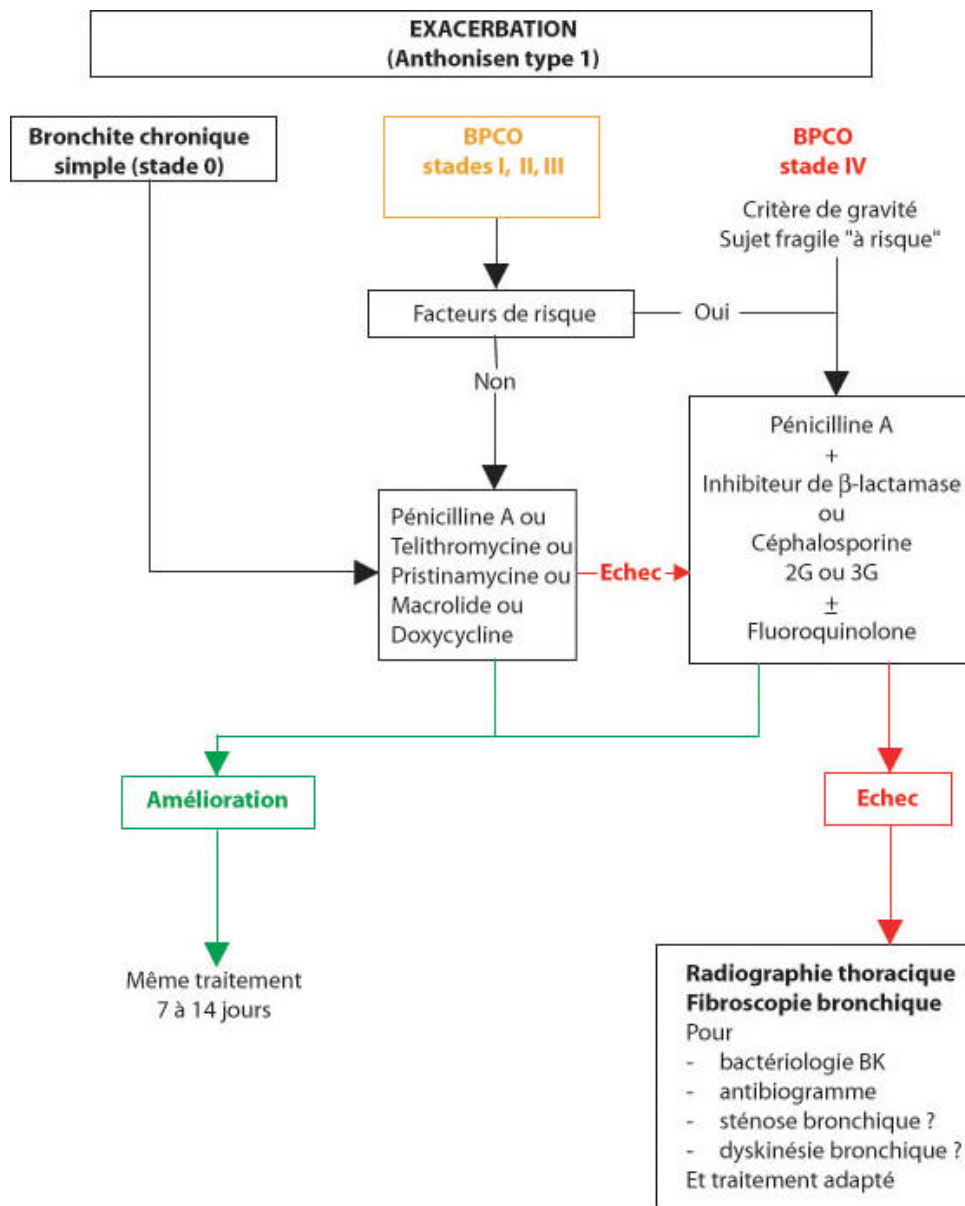 EXACERBATION
(Anthonisen type 1)
Bronchite chronique
simple (stade 0)
BPCO
stades I, II, III
BPCO
stade IV
Critère de gravité
Sujet fragile "à risque"
Facteurs de risque
Oui
Non
Pénicilline A ou
Telithromycine ou
Pristinamycine ou
Macrolide ou
Doxycycline
Echec
Pénicilline A
+
Inhibiteur de β-lactamase
ou
Céphalosporine
2G ou 3G
±
Fluoroquinolone
Amélioration
Echec
Même traitement
7 à 14 jours
Radiographie thoracique
Fibroscopie bronchique
Pour
- bactériologie BK
- antibiogramme
- sténose bronchique ?
- dyskinésie bronchique ?
Et traitement adapté